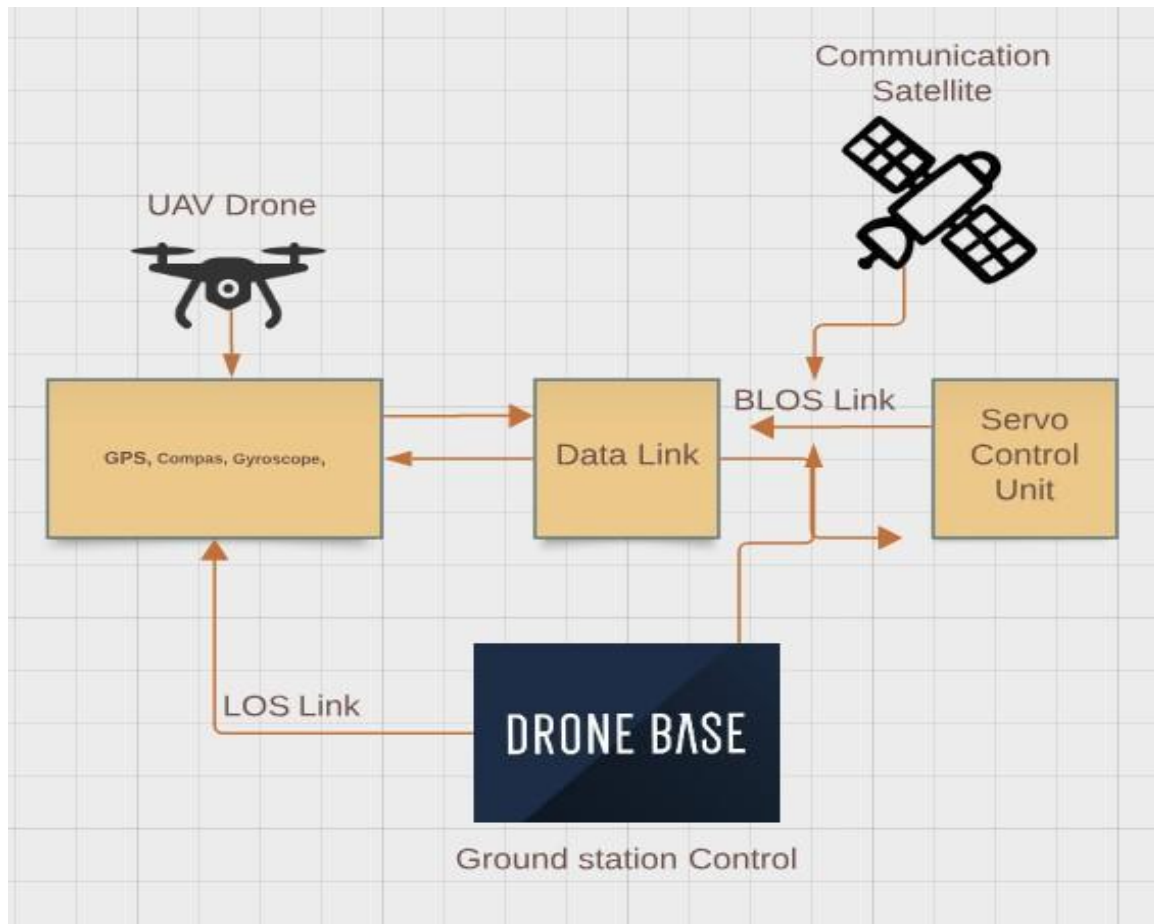 Communication
Satellite
UAV Drone
GPS, Compas, Gyroscope,
Data Link
BLOS Link
Servo
Control
Unit
LOS Link
DRONE BASE
Ground station Control